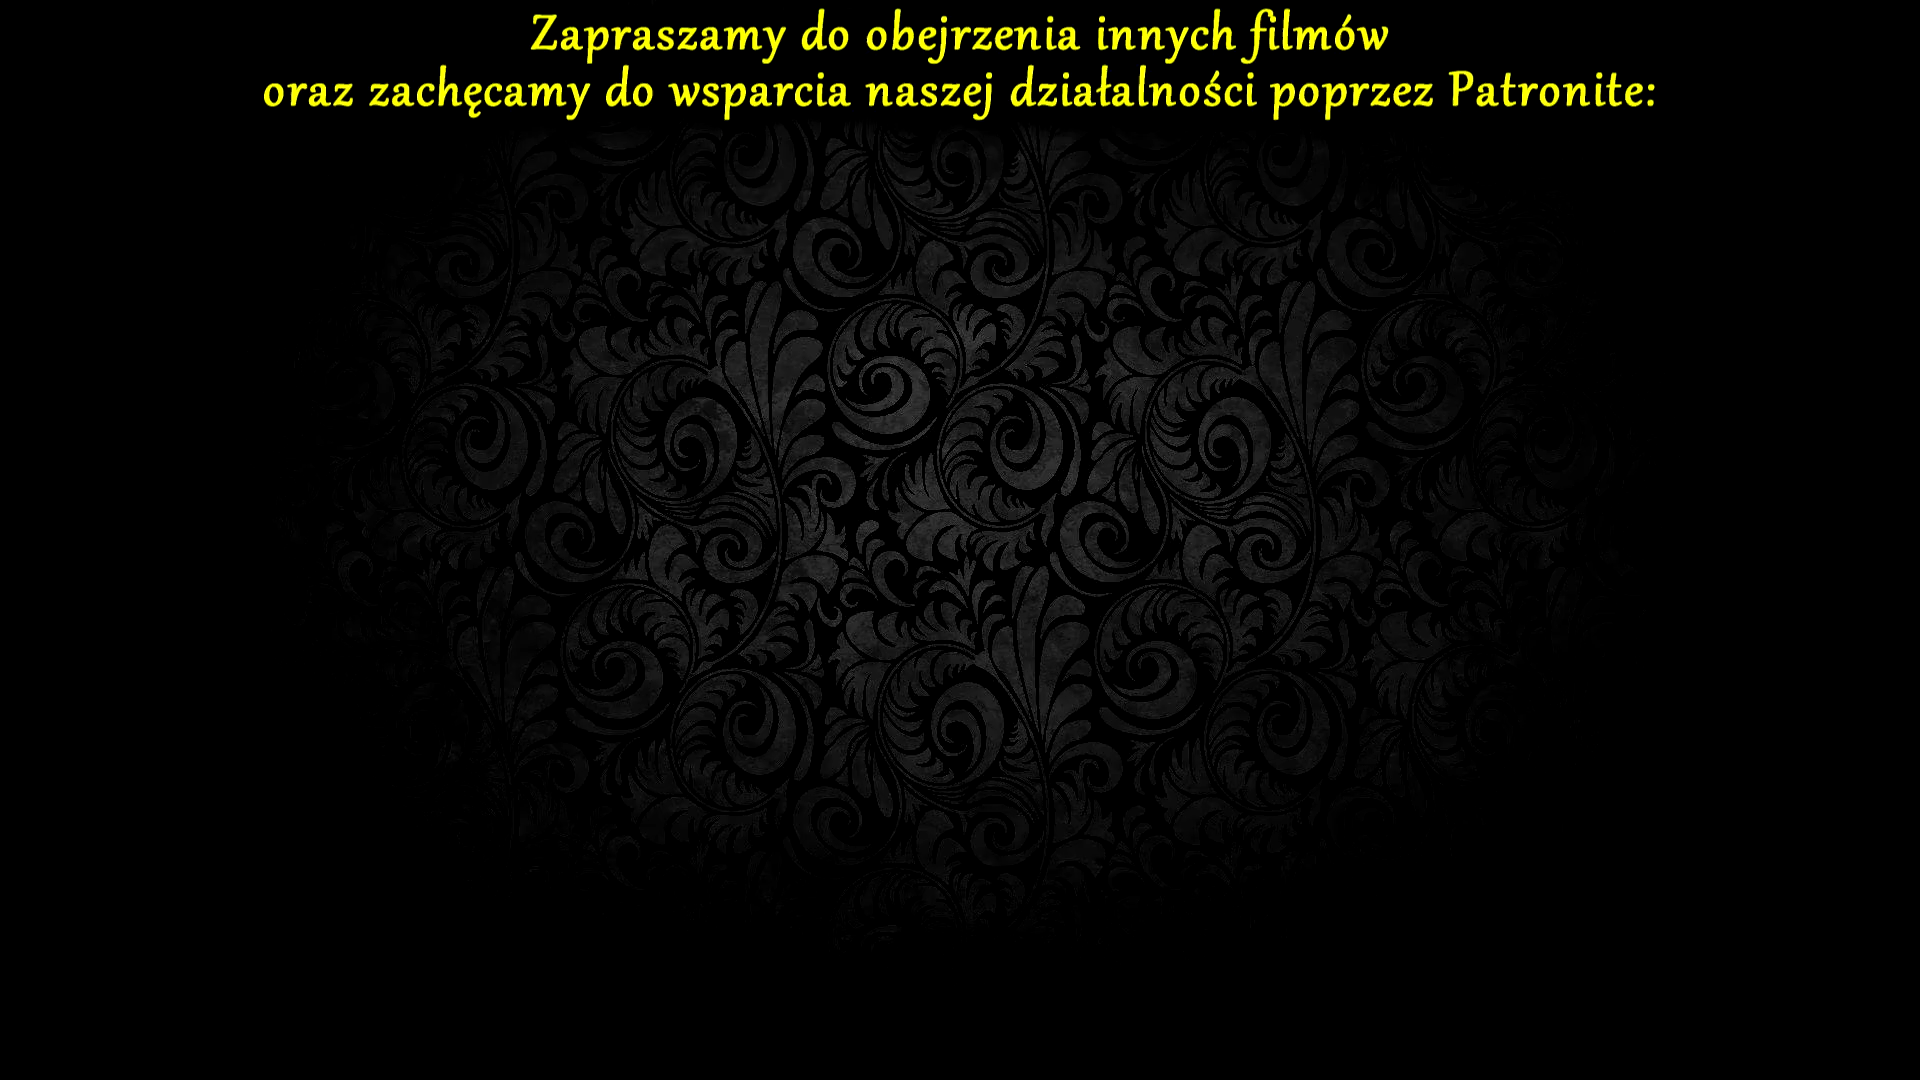 Zapraszamy do obejrzenia innych filmów
oraz zachęcamy do wsparcia naszej działalności poprzez Patronite: